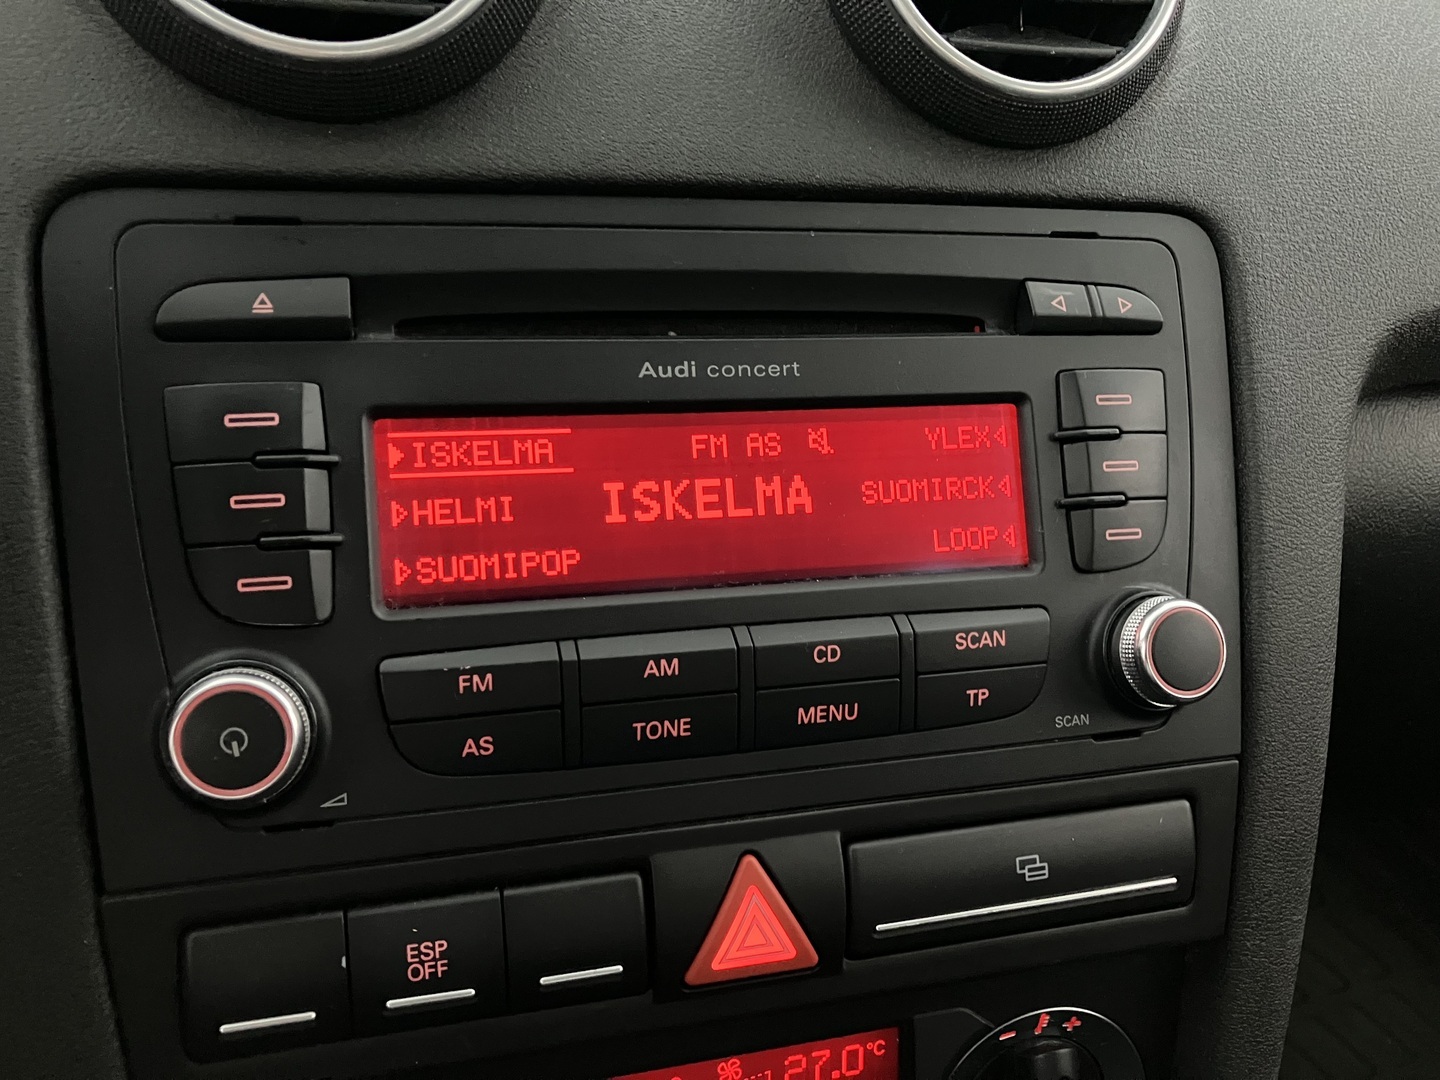 Audi concert
ISKELMA FM AS YLEX
HELMI ISKELMA SUOMIRCK
SUOMIPOP LOOP
FM AM CD SCAN
AS TONE MENU TP
SCAN
ESP
OFF
27.0°C
- +